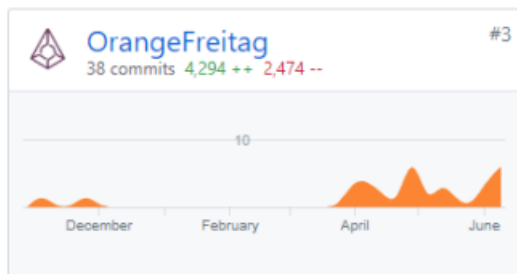 OrangeFreitag #3
38 commits 4,294 ++ 2,474 --
10
December February April June